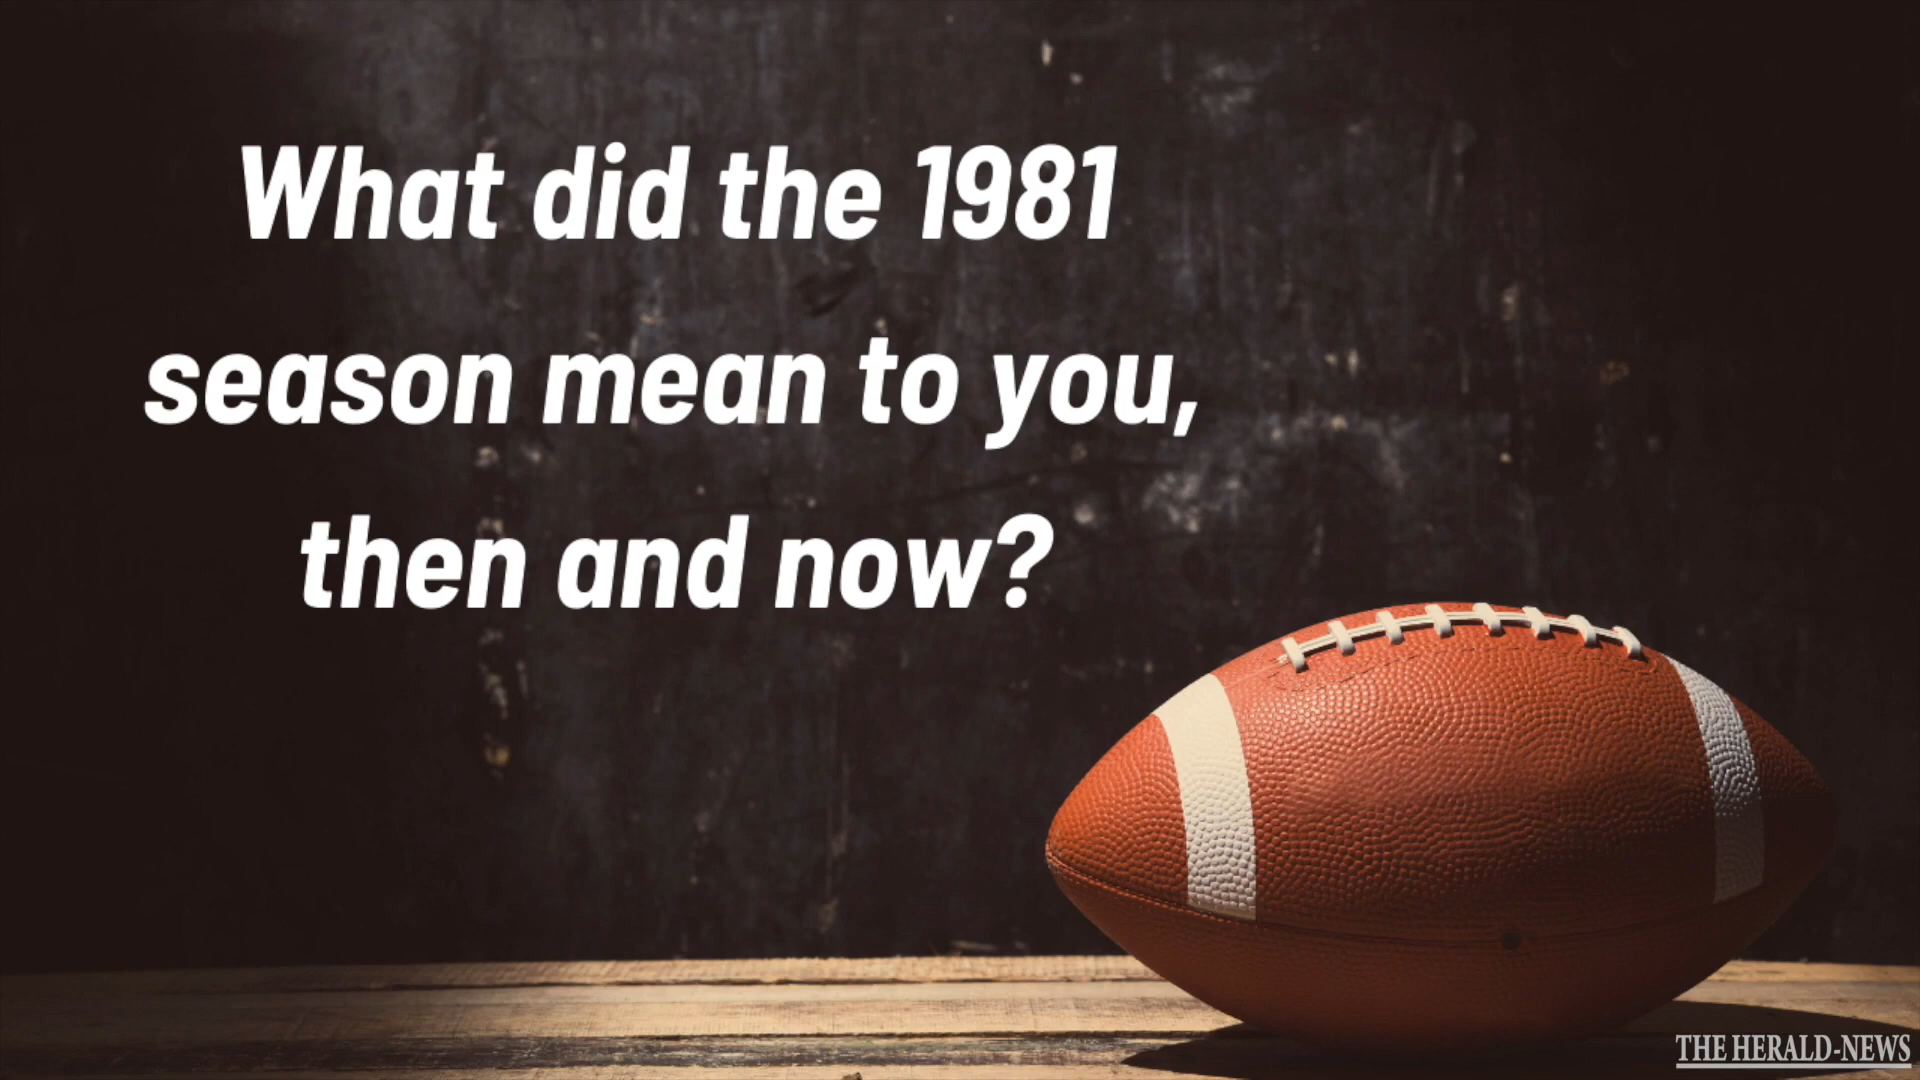 What did the 1981
season mean to you,
then and now?
THE HERALD-NEWS